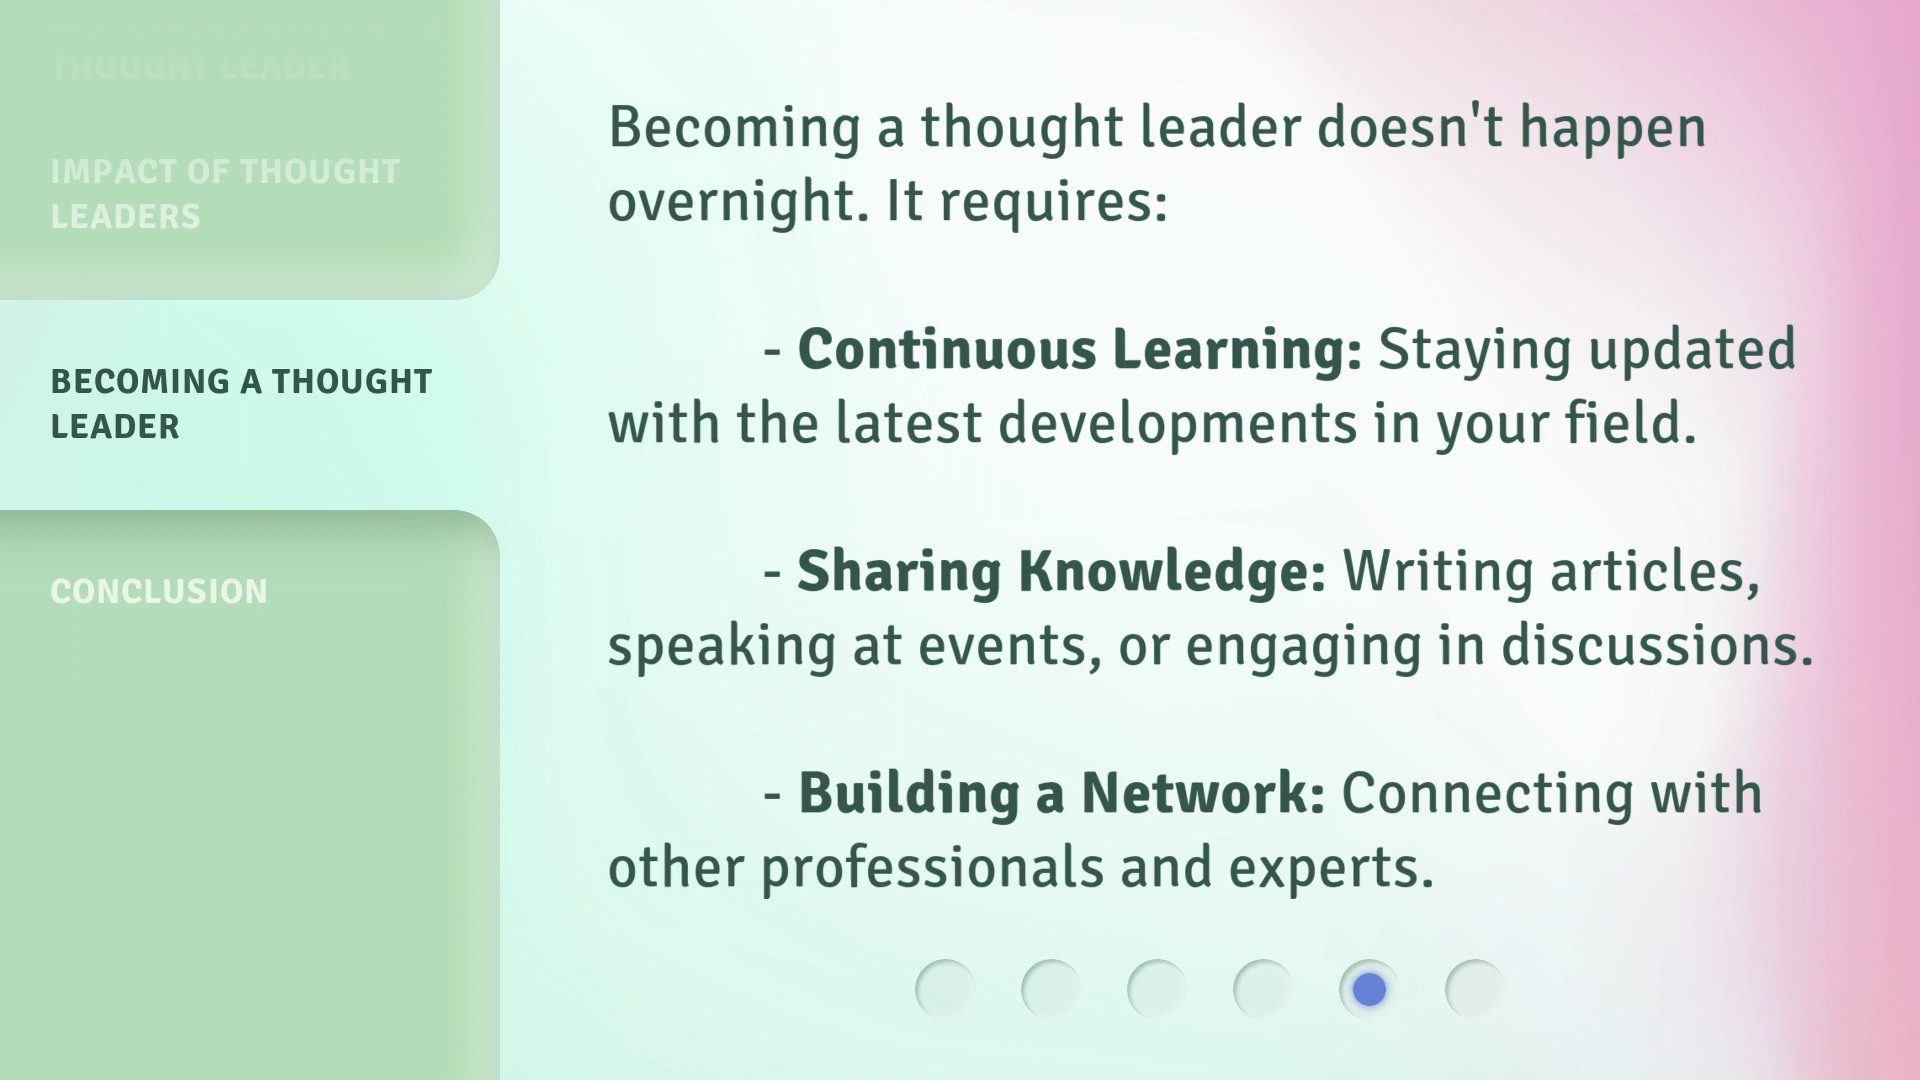 THOUGHT LEADER
IMPACT OF THOUGHT
LEADERS
BECOMING A THOUGHT
LEADER
CONCLUSION
Becoming a thought leader doesn't happen
overnight. It requires:
- Continuous Learning: Staying updated
with the latest developments in your field.
- Sharing Knowledge: Writing articles,
speaking at events, or engaging in discussions.
- Building a Network: Connecting with
other professionals and experts.